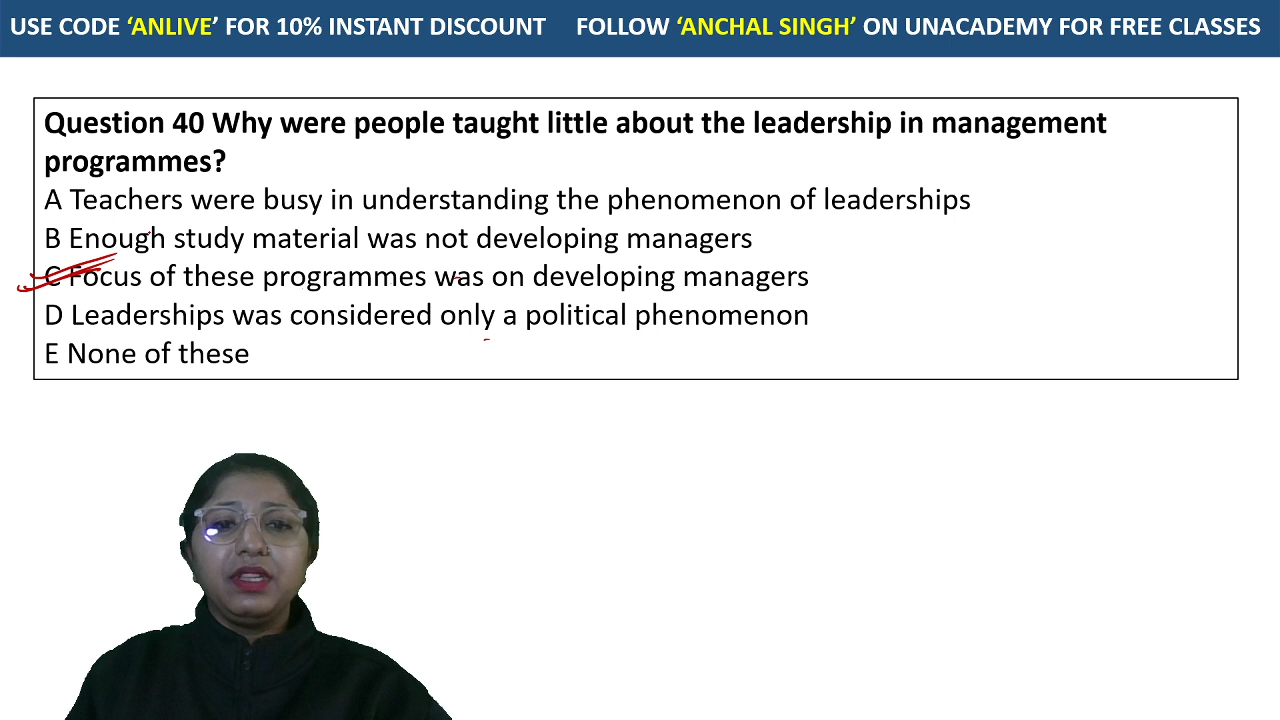 USE CODE ‘ANLIVE’ FOR 10% INSTANT DISCOUNT FOLLOW ‘ANCHAL SINGH’ ON UNACADEMY FOR FREE CLASSES
Question 40 Why were people taught little about the leadership in management
programmes?
A Teachers were busy in understanding the phenomenon of leaderships
B Enough study material was not developing managers
C Focus of these programmes was on developing managers
D Leaderships was considered only a political phenomenon
E None of these